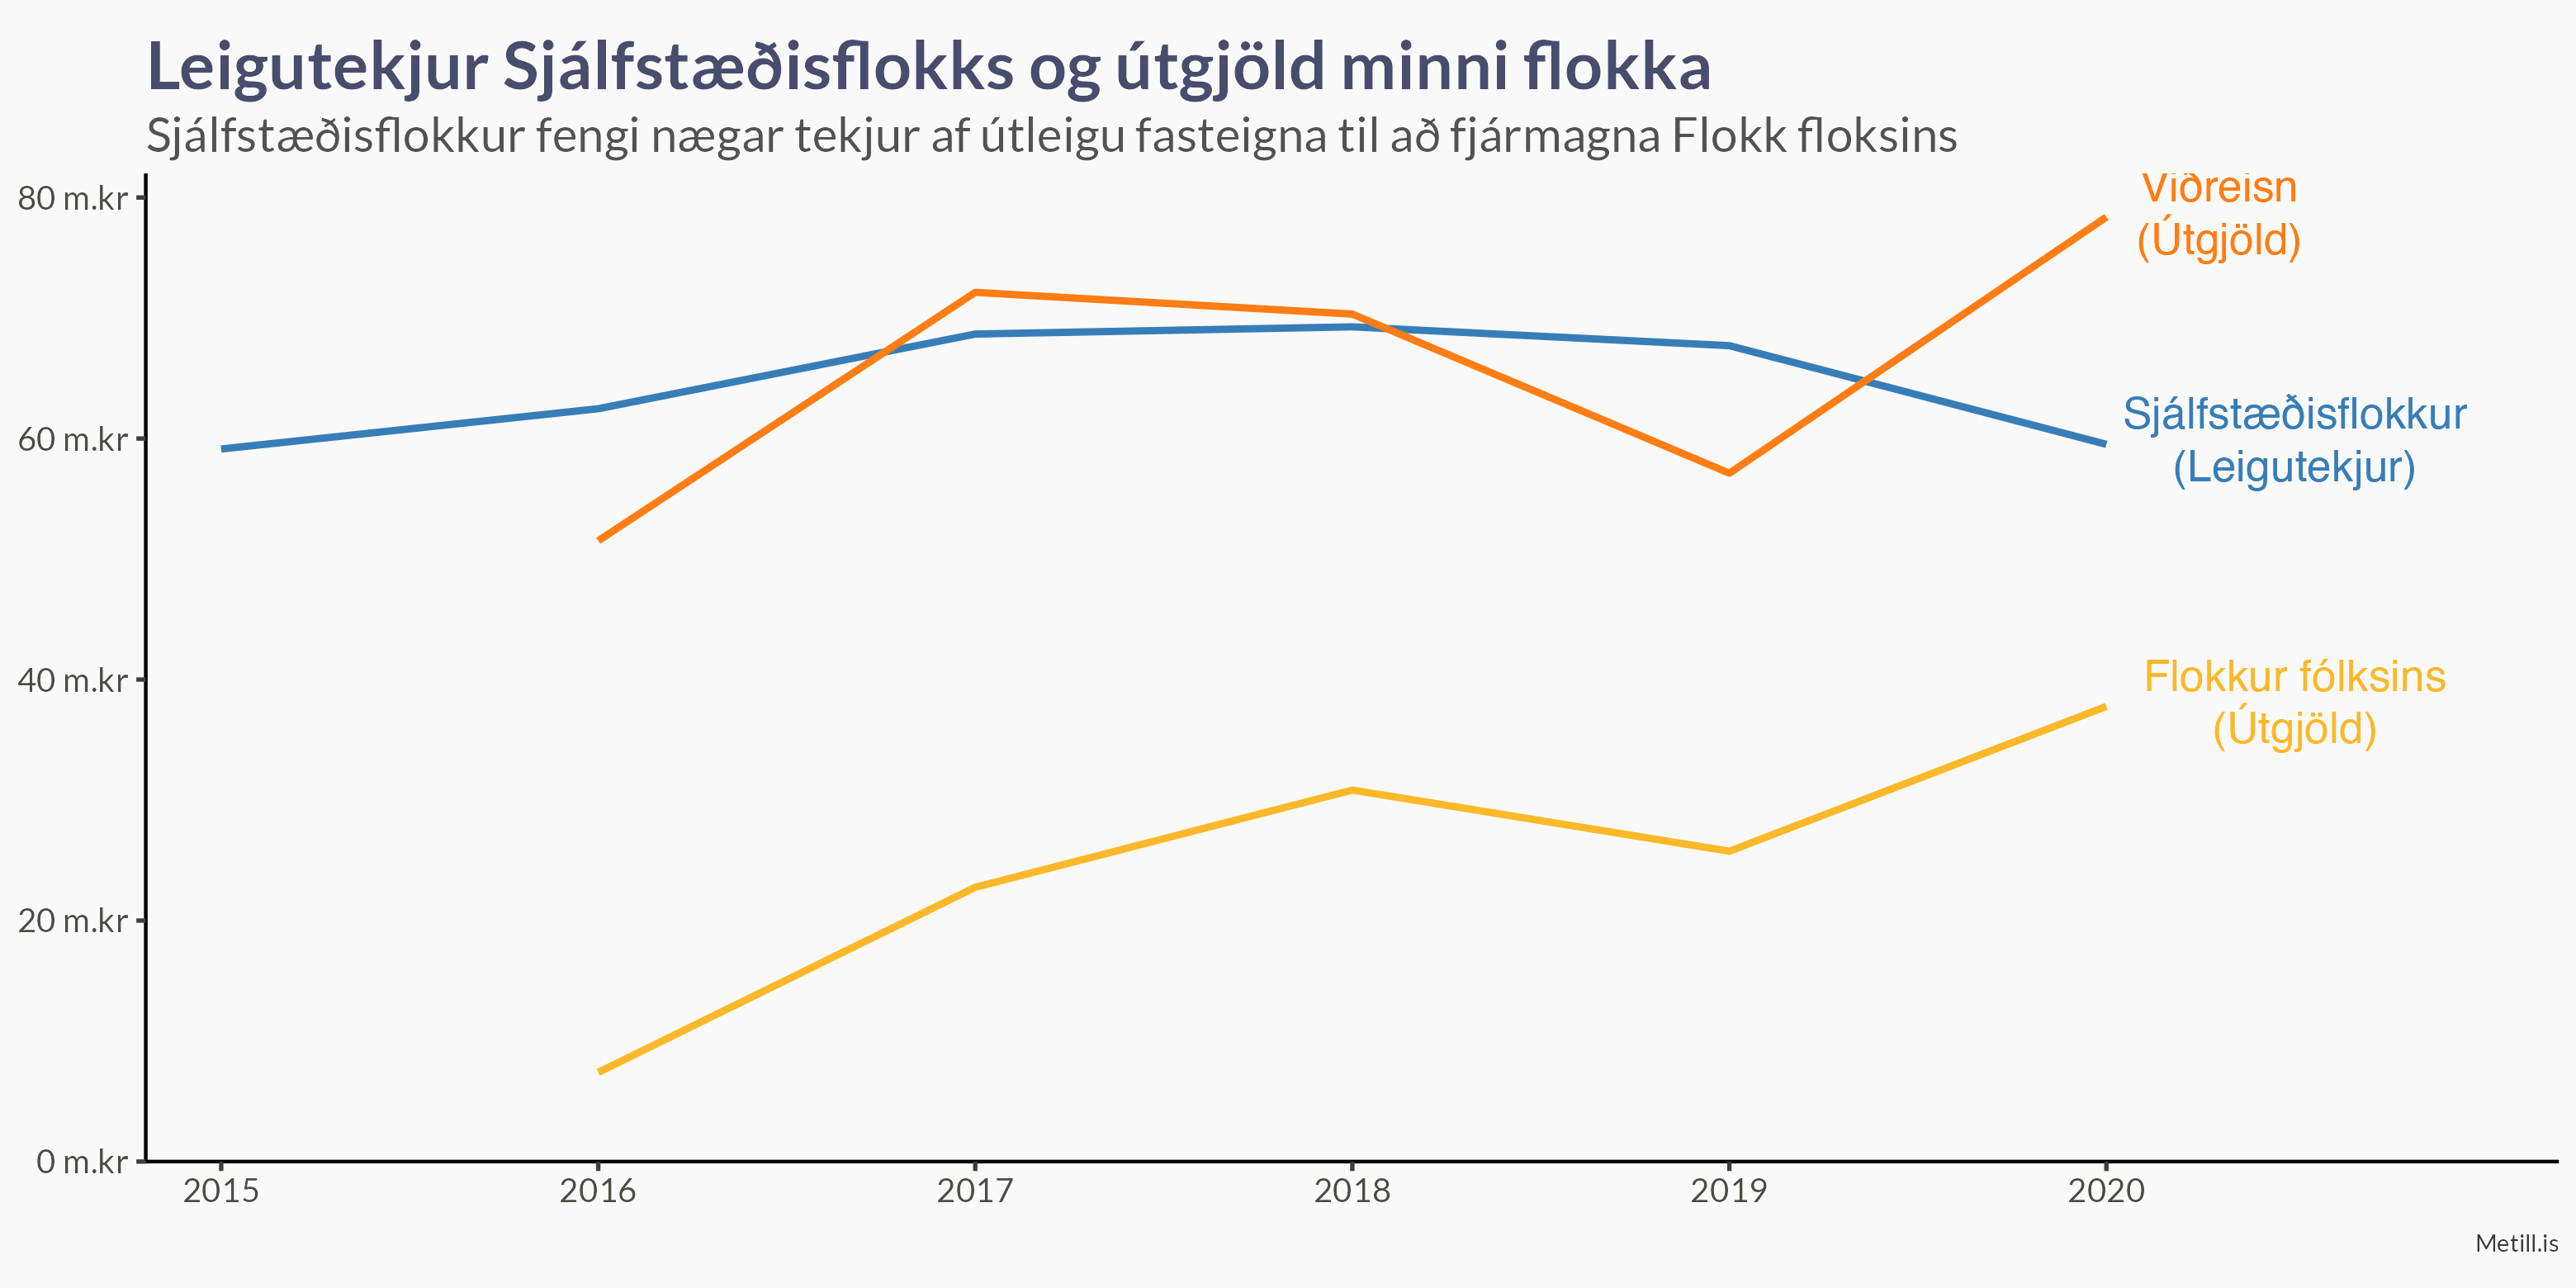 Leigutekjur Sjálfstæðisflokks og útgjöld minni flokka
Sjálfstæðisflokkur fengi nægar tekjur af útleigu fasteigna til að fjármagna Flokk floksins
80 m.kr
60 m.kr
40 m.kr
20 m.kr
0 m.kr
Viðreisn
(Útgjöld)
Sjálfstæðisflokkur
(Leigutekjur)
Flokkur fólksins
(Útgjöld)
2015 2016 2017 2018 2019 2020
Metill.is